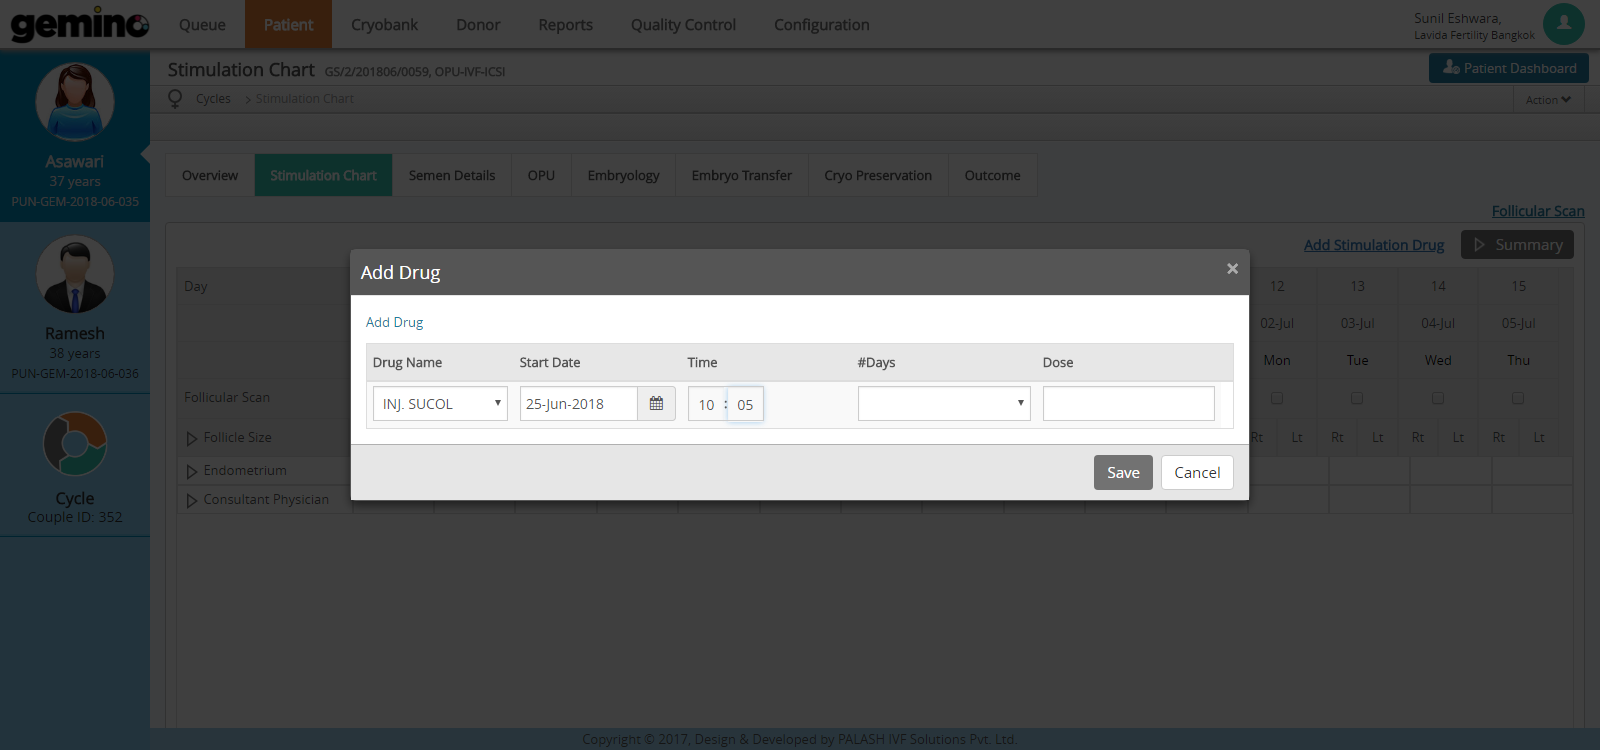 gemino Queue Patient Cryobank Donor Reports Quality Control Configuration
Sunil Eshwara,
Lavida Fertility Bangkok
Stimulation Chart GS/2/201806/0059, OPU-IVF-ICSI
Patient Dashboard
Cycles > Stimulation Chart
Action
Asawari
37 years
PUN-GEM-2018-06-035
Ramesh
38 years
PUN-GEM-2018-06-036
Cycle
Couple ID: 352
Overview Stimulation Chart Semen Details OPU Embryology Embryo Transfer Cryo Preservation Outcome
Follicular Scan
Add Stimulation Drug Summary
Day 12 13 14 15
02-Jul 03-Jul 04-Jul 05-Jul
Mon Tue Wed Thu
Follicular Scan
Follicle Size Rt Lt Rt Lt Rt Lt Rt Lt
Endometrium
Consultant Physician
Add Drug ×
Add Drug
Drug Name Start Date Time #Days Dose
INJ. SUCOL 25-Jun-2018 10 : 05
Save Cancel
Copyright © 2017, Design & Developed by PALASH IVF Solutions Pvt. Ltd.